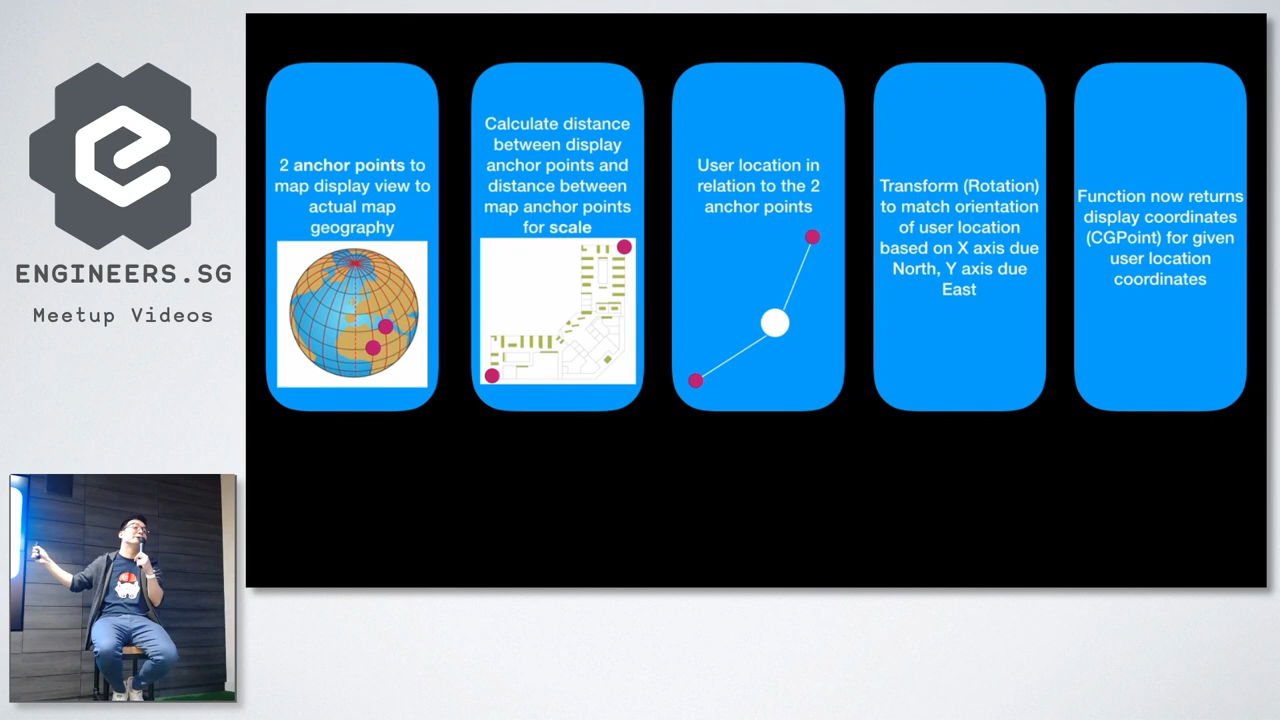 ENGINEERS.SG
Meetup Videos
2 anchor points to
map display view to
actual map
geography
Calculate distance
between display
anchor points and
distance between
map anchor points
for scale
User location in
relation to the 2
anchor points
Transform (Rotation)
to match orientation
of user location
based on X axis due
North, Y axis due
East
Function now returns
display coordinates
(CGPoint) for given
user location
coordinates